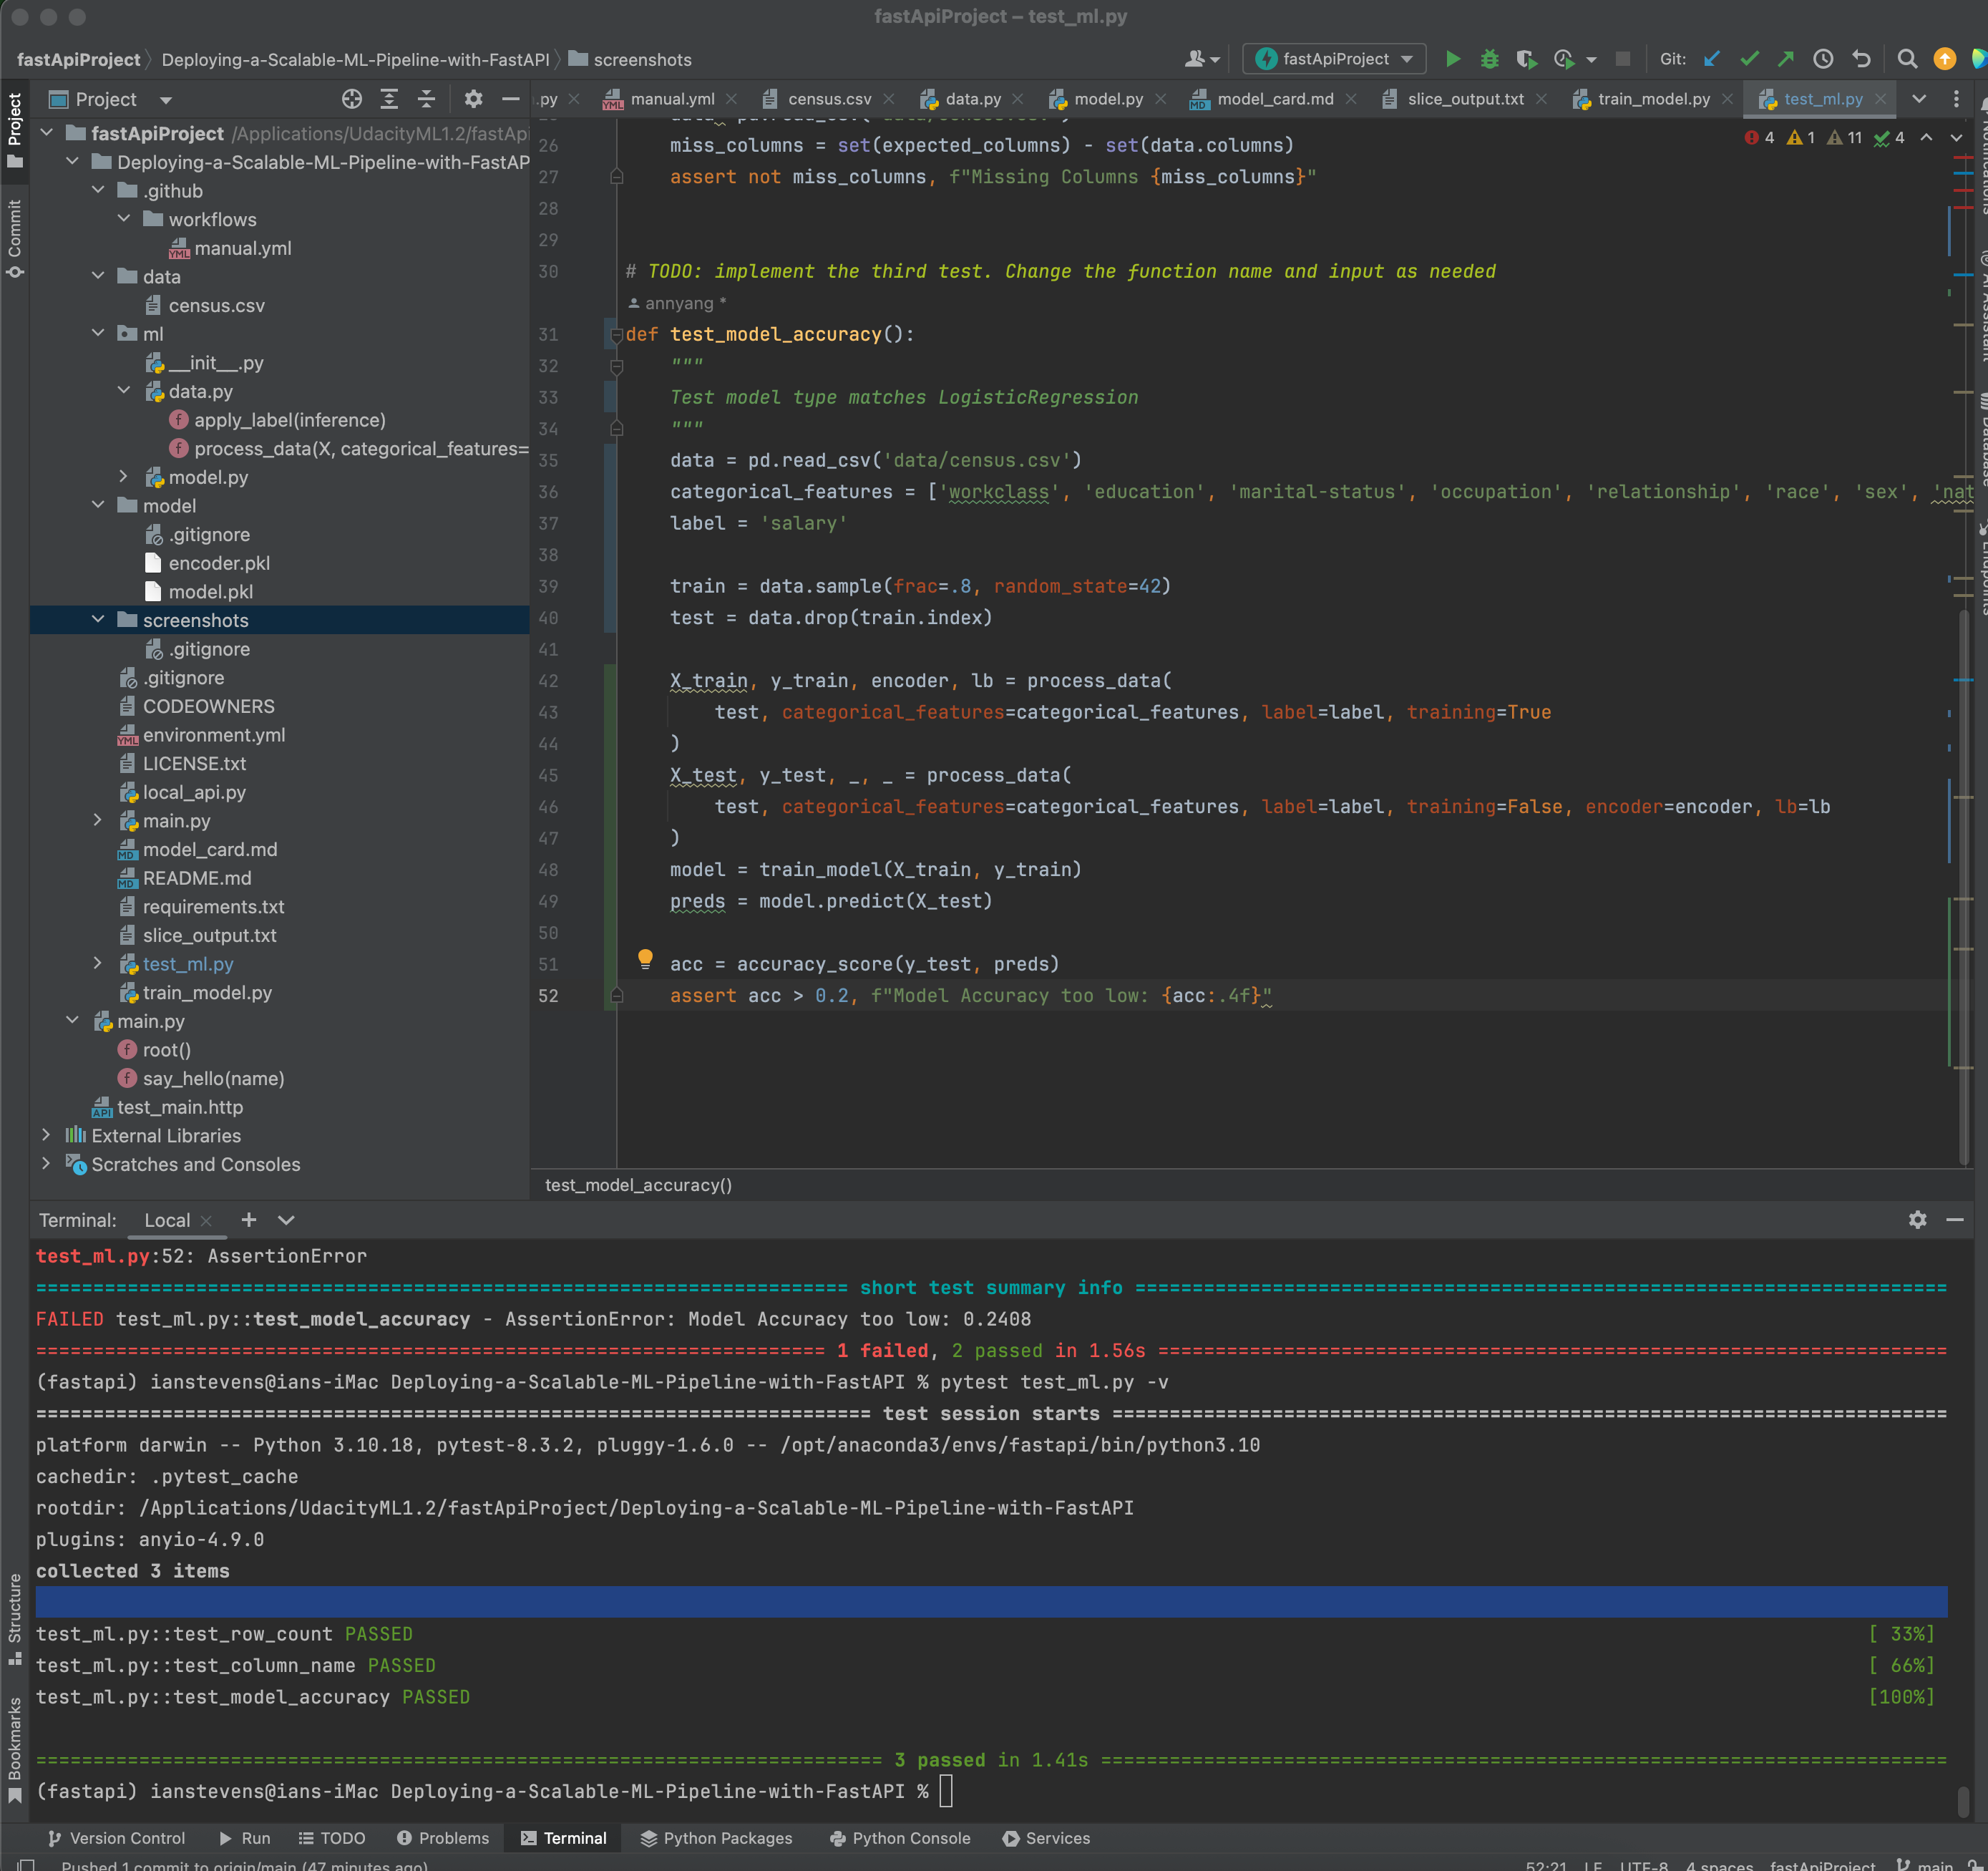 fastApiProject – test_ml.py
fastApiProject Deploying-a-Scalable-ML-Pipeline-with-FastAPI screenshots
fastApiProject Git:
Project
.py manual.yml census.csv data.py model.py model_card.md slice_output.txt train_model.py test_ml.py
Project
Commit
Structure
Bookmarks
fastApiProject /Applications/UdacityML1.2/fastApi
Deploying-a-Scalable-ML-Pipeline-with-FastAP
.github
workflows
manual.yml
data
census.csv
ml
__init__.py
data.py
apply_label(inference)
process_data(X, categorical_features=
model.py
model
.gitignore
encoder.pkl
model.pkl
screenshots
.gitignore
.gitignore
CODEOWNERS
environment.yml
LICENSE.txt
local_api.py
main.py
model_card.md
README.md
requirements.txt
slice_output.txt
test_ml.py
train_model.py
main.py
root()
say_hello(name)
test_main.http
External Libraries
Scratches and Consoles
4 1 11 4
26 miss_columns = set(expected_columns) - set(data.columns)
27 assert not miss_columns, f"Missing Columns {miss_columns}"
28
29
30 # TODO: implement the third test. Change the function name and input as needed
annyang *
31 def test_model_accuracy():
32 """
33 Test model type matches LogisticRegression
34 """
35 data = pd.read_csv('data/census.csv')
36 categorical_features = ['workclass', 'education', 'marital-status', 'occupation', 'relationship', 'race', 'sex', 'nat
37 label = 'salary'
38
39 train = data.sample(frac=.8, random_state=42)
40 test = data.drop(train.index)
41
42 X_train, y_train, encoder, lb = process_data(
43 test, categorical_features=categorical_features, label=label, training=True
44 )
45 X_test, y_test, _, _ = process_data(
46 test, categorical_features=categorical_features, label=label, training=False, encoder=encoder, lb=lb
47 )
48 model = train_model(X_train, y_train)
49 preds = model.predict(X_test)
50
51 acc = accuracy_score(y_test, preds)
52 assert acc > 0.2, f"Model Accuracy too low: {acc:.4f}"
test_model_accuracy()
Terminal: Local
test_ml.py:52: AssertionError
short test summary info
FAILED test_ml.py::test_model_accuracy - AssertionError: Model Accuracy too low: 0.2408
1 failed, 2 passed in 1.56s
(fastapi) ianstevens@ians-iMac Deploying-a-Scalable-ML-Pipeline-with-FastAPI % pytest test_ml.py -v
test session starts
platform darwin -- Python 3.10.18, pytest-8.3.2, pluggy-1.6.0 -- /opt/anaconda3/envs/fastapi/bin/python3.10
cachedir: .pytest_cache
rootdir: /Applications/UdacityML1.2/fastApiProject/Deploying-a-Scalable-ML-Pipeline-with-FastAPI
plugins: anyio-4.9.0
collected 3 items
test_ml.py::test_row_count PASSED [ 33%]
test_ml.py::test_column_name PASSED [ 66%]
test_ml.py::test_model_accuracy PASSED [100%]
3 passed in 1.41s
(fastapi) ianstevens@ians-iMac Deploying-a-Scalable-ML-Pipeline-with-FastAPI %
Version Control Run TODO Problems Terminal Python Packages Python Console Services
Pushed 1 commit to origin/main (47 minutes ago) 52:21 LF UTF-8 4 spaces fastapiProject main